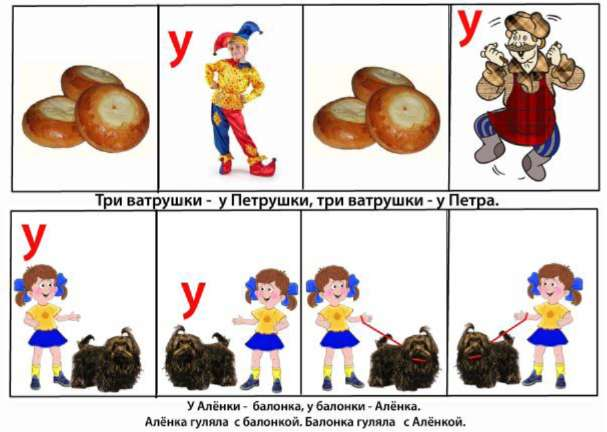 у
у
Три ватрушки - у Петрушки, три ватрушки - у Петра.
у
у
У Алёнки - балонка, у балонки - Алёнка.
Алёнка гуляла с балонкой. Балонка гуляла с Алёнкой.